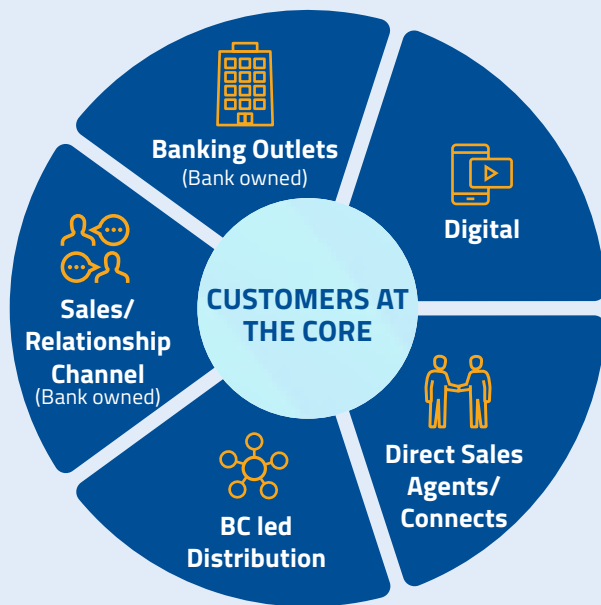 Banking Outlets
(Bank owned)
Digital
Sales/
Relationship
Channel
(Bank owned)
CUSTOMERS AT
THE CORE
Direct Sales
Agents/
Connects
BC led
Distribution